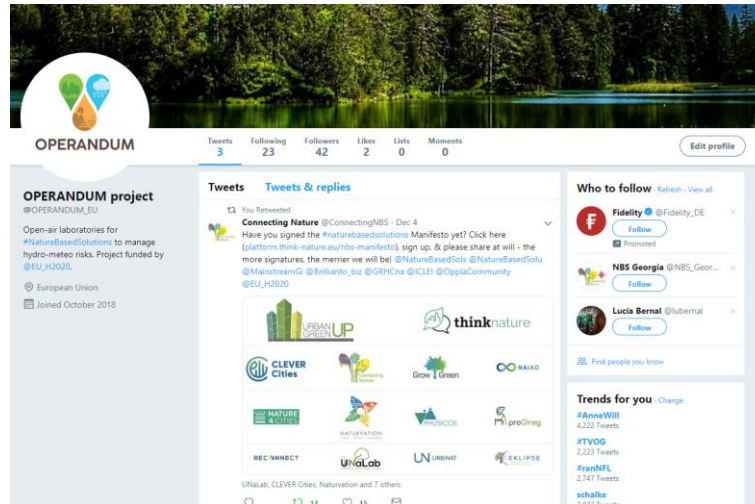 OPERANDUM
Tweets Following Followers Likes Lists Moments
3 23 42 2 0 0
Edit profile
OPERANDUM project
@OPERANDUM_EU
Open-air laboratories for
#NatureBasedSolutions to manage
hydro-meteo risks. Project funded by
@EU_H2020.
European Union
Joined October 2018
Tweets Tweets & replies
You Retweeted
Connecting Nature @ConnectingNBS · Dec 4
Have you signed the #naturebasedsolutions Manifesto yet? Click here
(platform.think-nature.eu/nbs-manifesto), sign up, & please share at will - the
more signatures, the merrier we will be! @NatureBasedSols @NatureBasedSolu
@MainstreamGI @Brillianto_biz @GRHCna @ICLEI @OpplaCommunity
@EU_H2020
URBAN
GREEN UP
thinknature
CLEVER
Cities
Connecting
Nature
Grow Green
NAIAD
NATURE
4 CITIES
NATURVATION
PHUSICOS
proGIreg
RECONNECT
UNaLab
UN URBINAT
EKLIPSE
UNaLab, CLEVER Cities, Naturvation and 7 others
14 15
Who to follow · Refresh · View all
Fidelity @Fidelity_DE
Follow
Promoted
NBS Georgia @NBS_Geor...
Follow
Lucía Bernal @lubernal
Follow
Find people you know
Trends for you · Change
#AnneWill
4,222 Tweets
#TVOG
2,223 Tweets
#ranNFL
2,747 Tweets
schalke